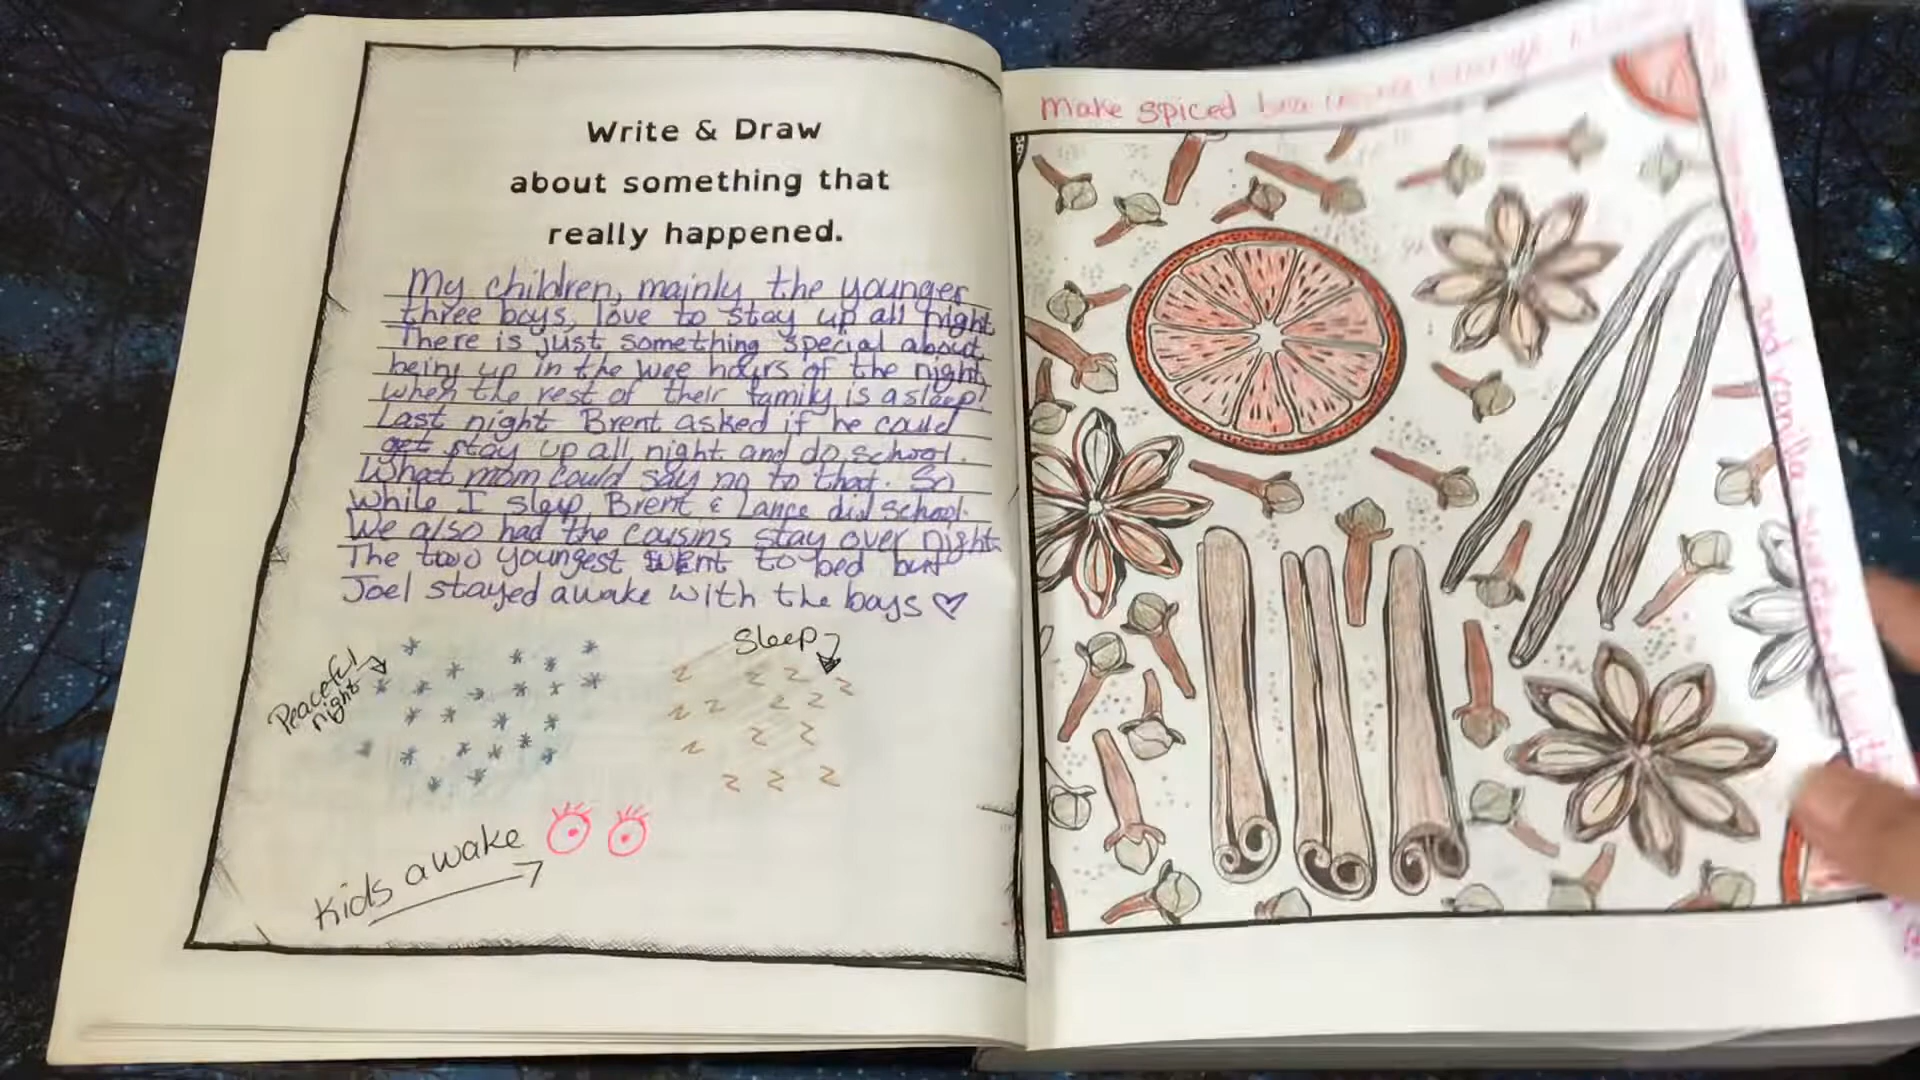 Write & Draw
about something that
really happened.
My children, mainly the younger
three boys, love to stay up all night
There is just something special about
being up in the wee hours of the night,
when the rest of their family is asleep!
Last night Brent asked if he could
get stay up all night and do school.
What mom could say no to that. So
while I sleep, Brent & Lance did school.
We also had the cousins stay over night.
The two youngest went to bed but
Joel stayed awake with the boys ♡
Peaceful
night
Sleep
z z z z z z z z z z z z z z z
Kids awake
Make spiced
and vanilla